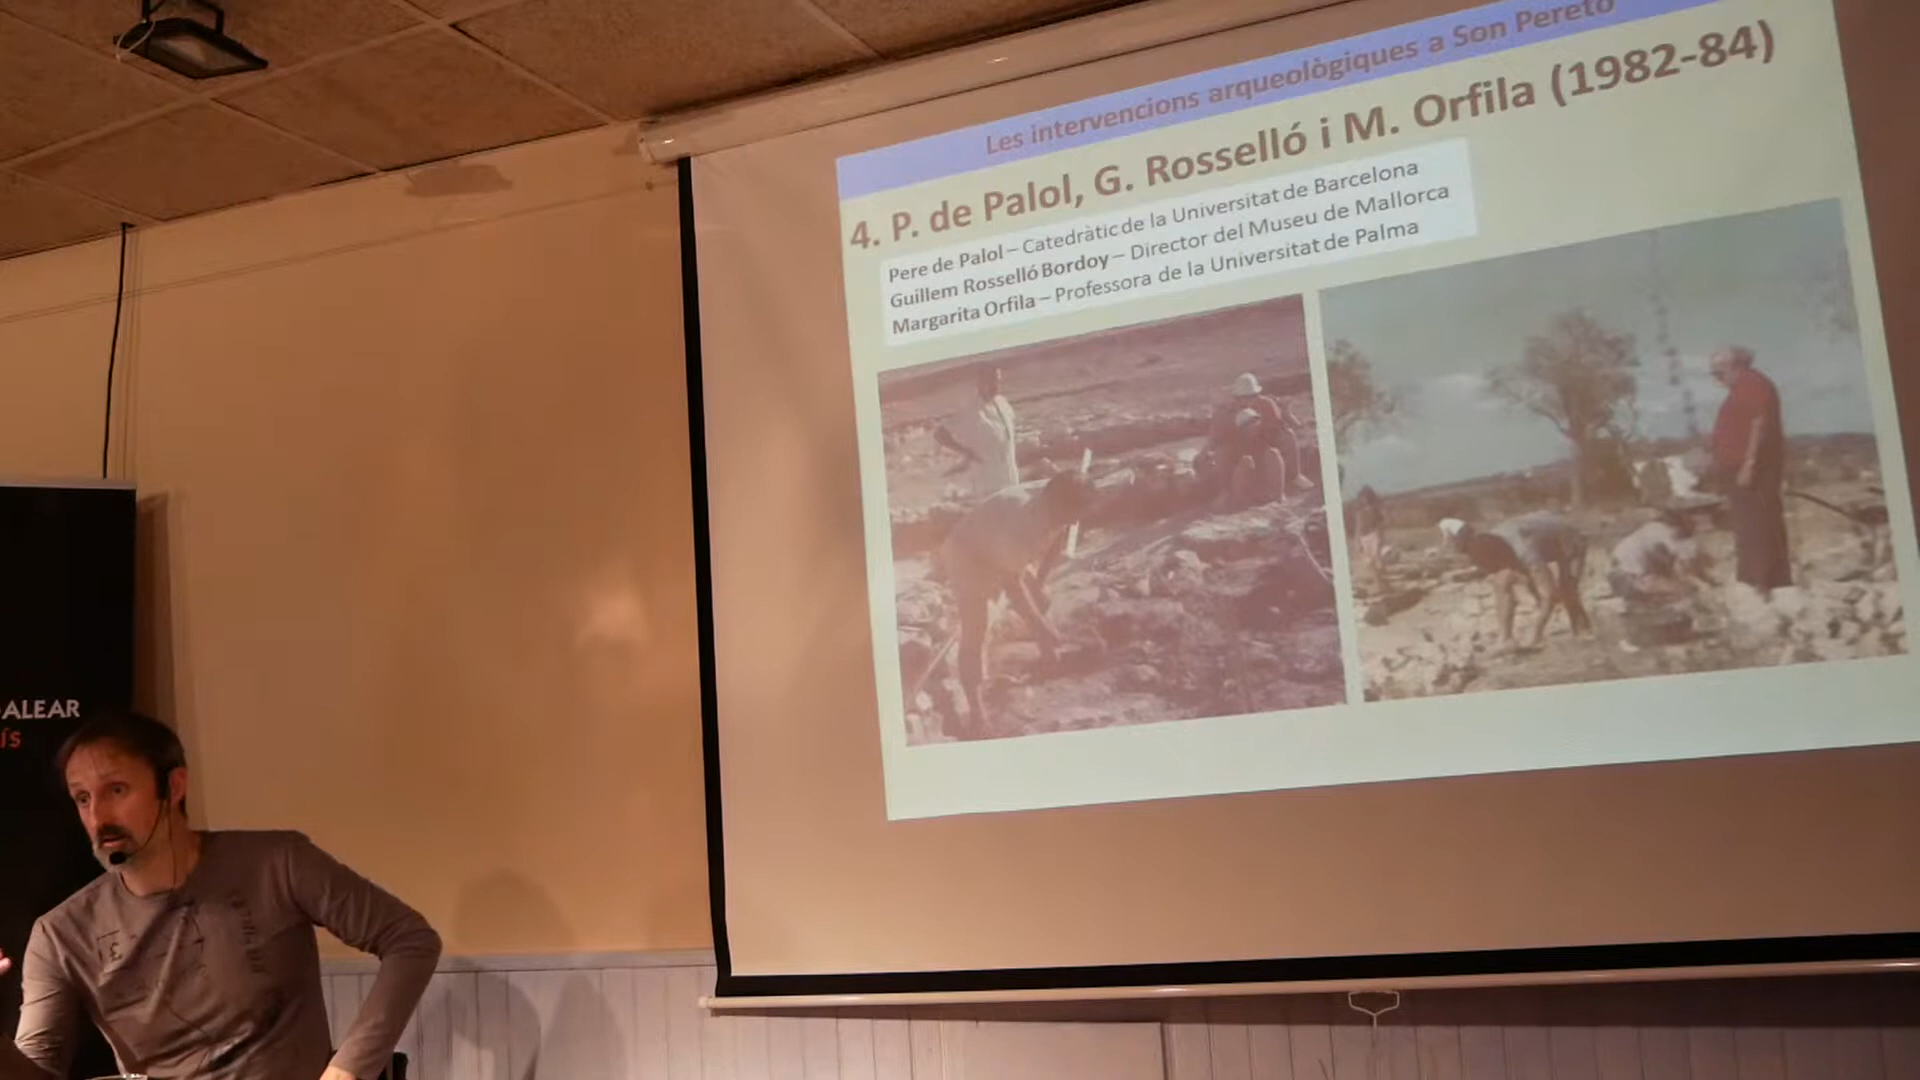 Les intervencions arqueològiques a Son Peretó
4. P. de Palol, G. Rosselló i M. Orfila (1982-84)
Pere de Palol – Catedràtic de la Universitat de Barcelona
Guillem Rosselló Bordoy – Director del Museu de Mallorca
Margarita Orfila – Professora de la Universitat de Palma
ALEAR
ÍS